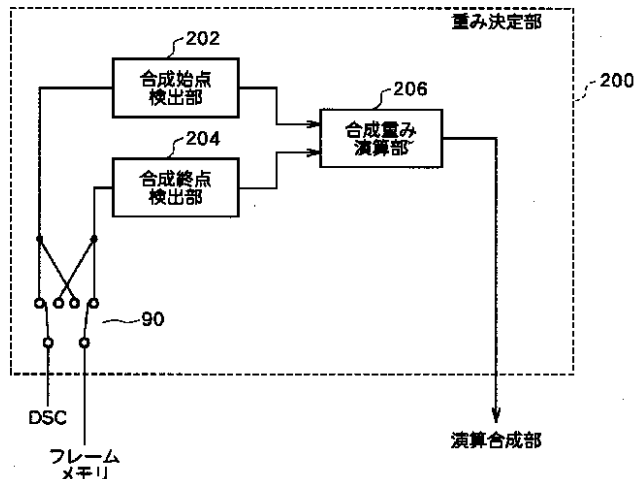 重み決定部
202
合成始点
検出部
200
206
合成重み
演算部
204
合成終点
検出部
90
DSC
フレーム
メモリ
演算合成部